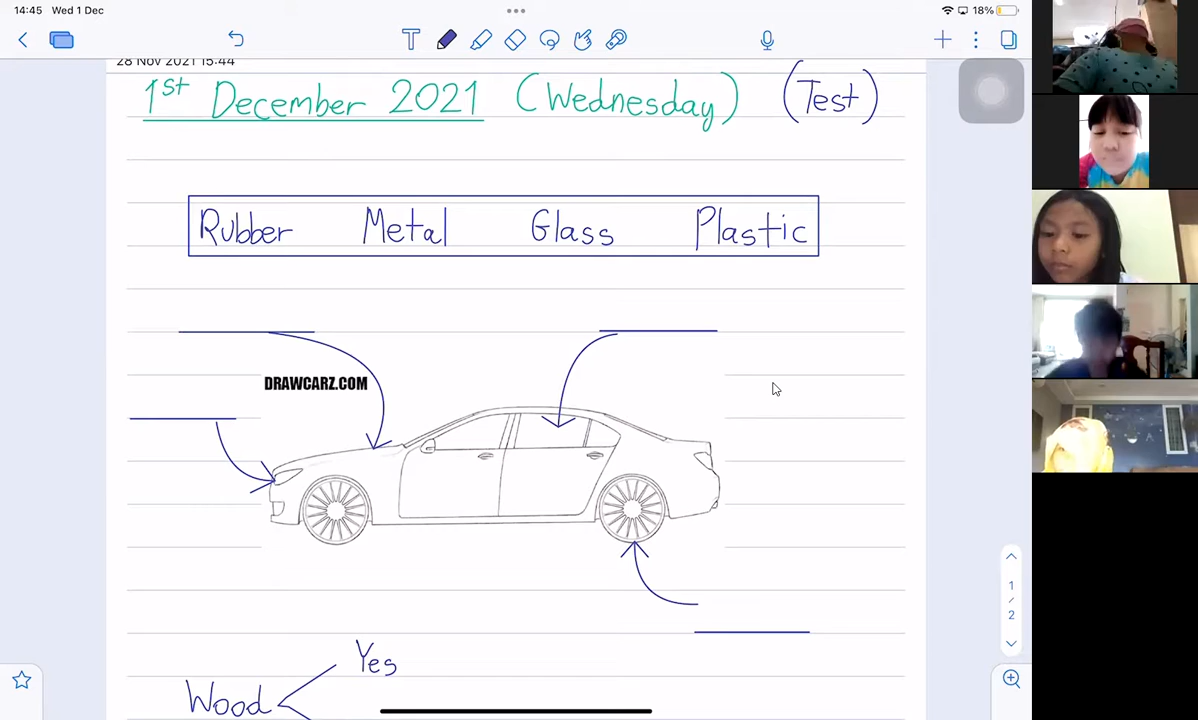 14:45 Wed 1 Dec
18%
28 Nov 2021 15:44
1st December 2021 (Wednesday) (Test)
Rubber Metal Glass Plastic
DRAWCARZ.COM
1
/
2
Yes
Wood